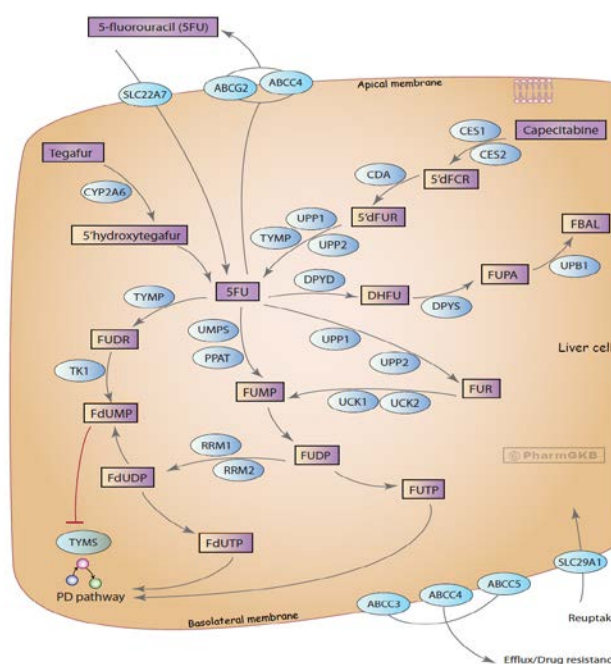 5-fluorouracil (5FU)
SLC22A7
ABCG2
ABCC4
Apical membrane
CES1
Capecitabine
CES2
Tegafur
CYP2A6
CDA
5'dFCR
5'dFUR
UPP1
TYMP
UPP2
FBAL
5'hydroxytegafur
UPB1
FUPA
DPYD
5FU
DHFU
DPYS
TYMP
FUDR
UMPS
PPAT
UPP1
UPP2
Liver cell
TK1
FUMP
UCK1
UCK2
FUR
FdUMP
RRM1
RRM2
FUDP
© PharmGKB
FdUDP
FUTP
TYMS
FdUTP
PD pathway
SLC29A1
ABCC5
ABCC4
ABCC3
Basolateral membrane
Reuptak
Efflux/Drug resistanc